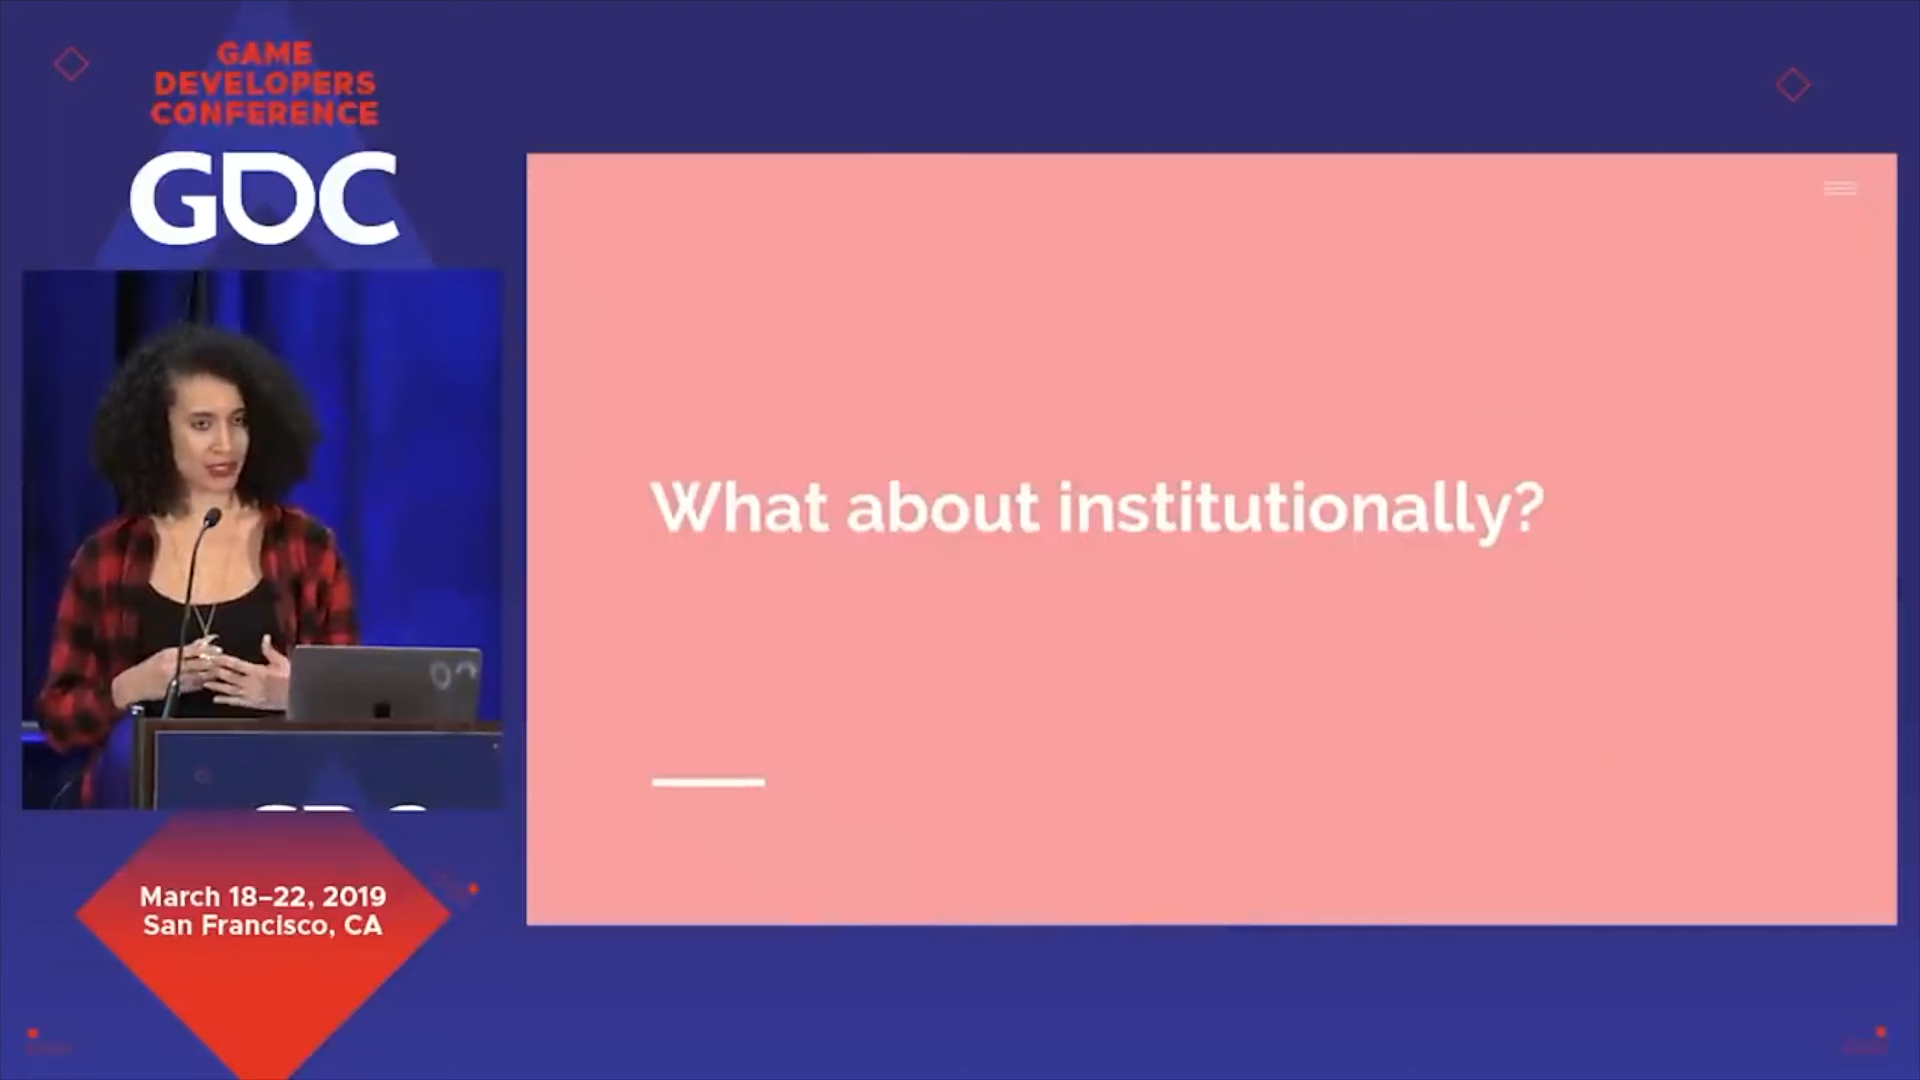 GAME
DEVELOPERS
CONFERENCE
GDC
What about institutionally?
March 18–22, 2019
San Francisco, CA